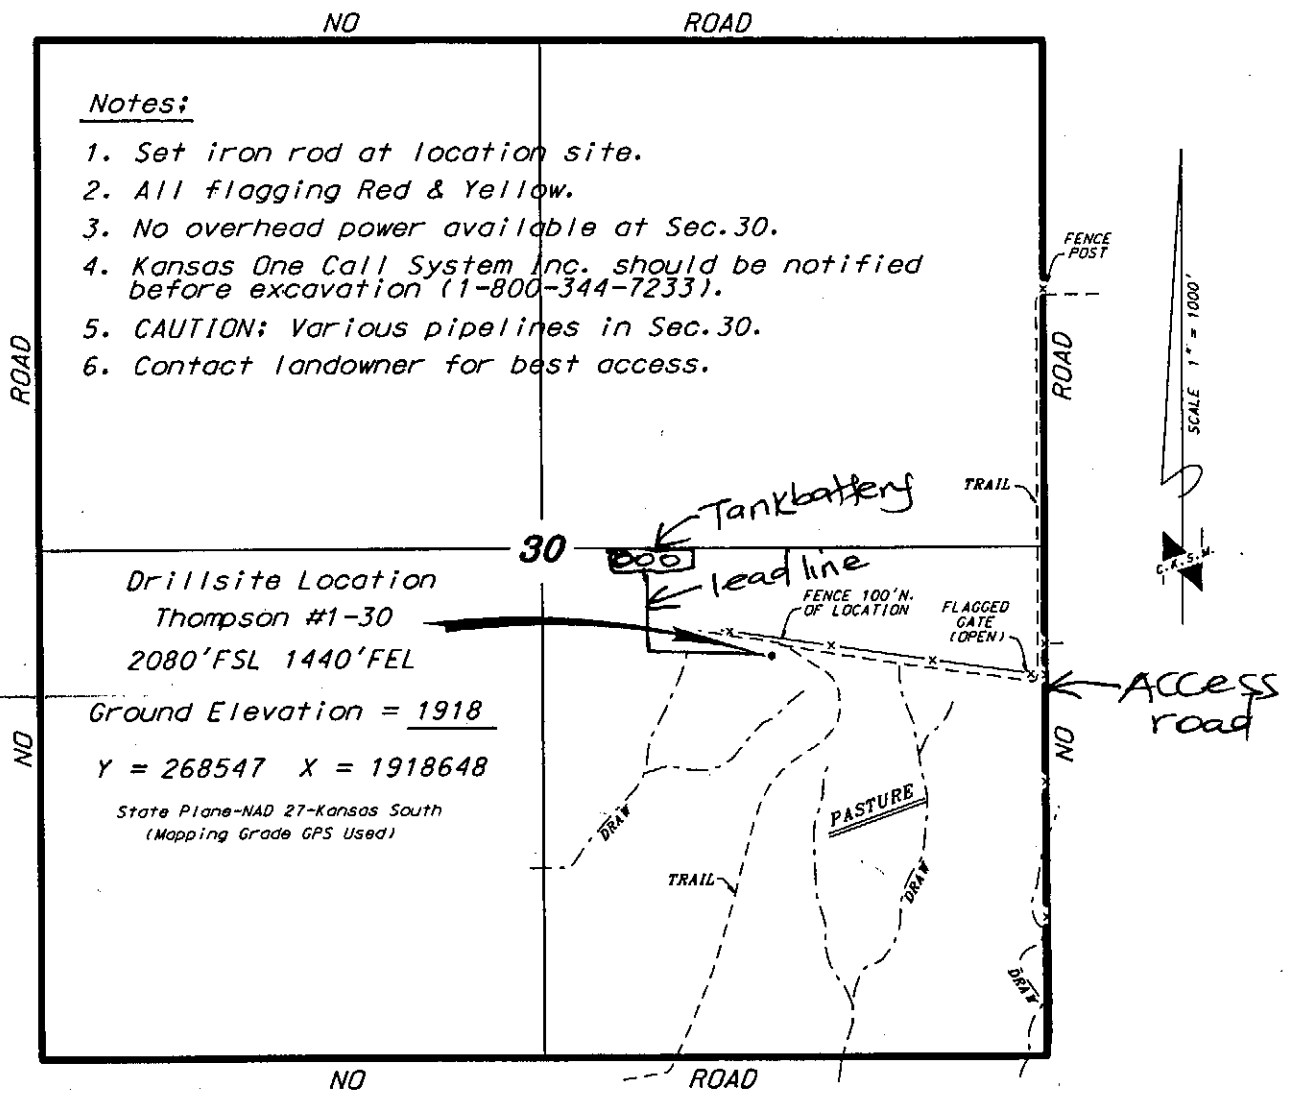 NO ROAD
Notes:
1. Set iron rod at location site.
2. All flagging Red & Yellow.
3. No overhead power available at Sec.30.
4. Kansas One Call System Inc. should be notified
before excavation (1-800-344-7233).
5. CAUTION: Various pipelines in Sec.30.
6. Contact landowner for best access.
FENCE
POST
ROAD
ROAD
SCALE 1" = 1000'
TRAIL
Tank battery
30
C.K.S.W.
lead line
Drillsite Location
Thompson #1-30
2080'FSL 1440'FEL
FENCE 100'N.
OF LOCATION
FLAGGED
GATE
(OPEN)
Access
road
Ground Elevation = 1918
NO
NO
Y = 268547 X = 1918648
State Plane-NAD 27-Kansas South
(Mapping Grade GPS Used)
PASTURE
DRAW
TRAIL
DRAW
DRAW
NO ROAD